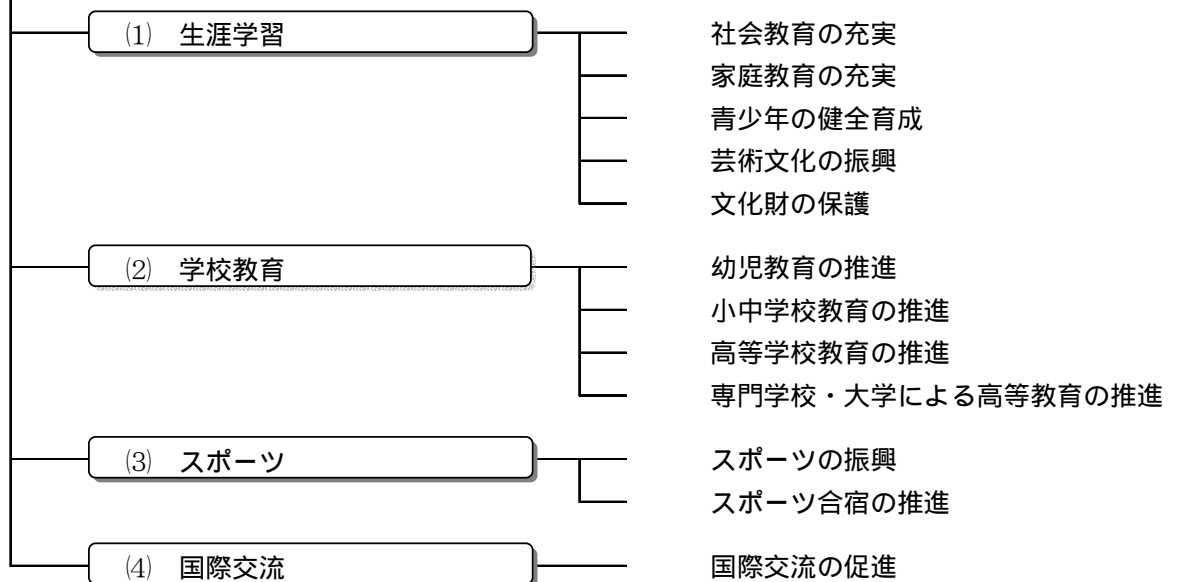 ⑴ 生涯学習 社会教育の充実
家庭教育の充実
青少年の健全育成
芸術文化の振興
文化財の保護
⑵ 学校教育 幼児教育の推進
小中学校教育の推進
高等学校教育の推進
専門学校・大学による高等教育の推進
⑶ スポーツ スポーツの振興
スポーツ合宿の推進
⑷ 国際交流 国際交流の促進